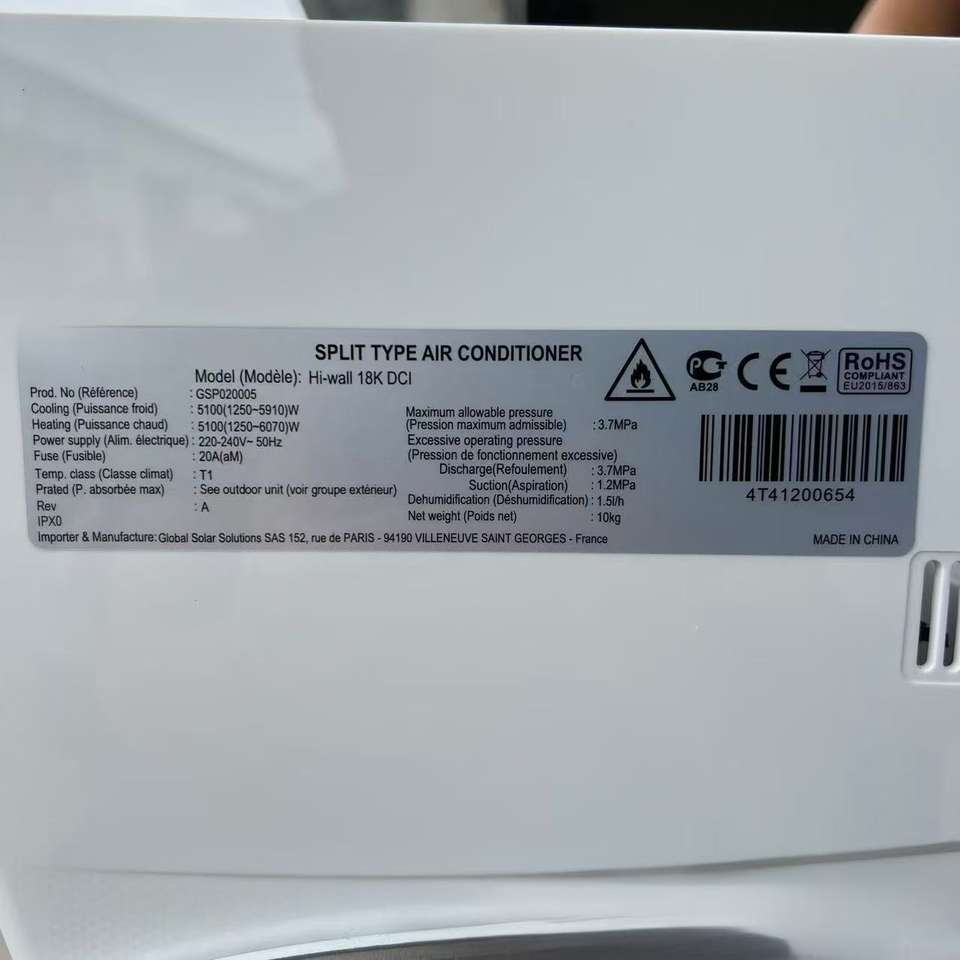 SPLIT TYPE AIR CONDITIONER
Model (Modèle): Hi-wall 18K DCI
Prod. No (Référence) : GSP020005
Cooling (Puissance froid) : 5100(1250~5910)W
Heating (Puissance chaud) : 5100(1250~6070)W
Power supply (Alim. électrique) : 220-240V~ 50Hz
Fuse (Fusible) : 20A(aM)
Temp. class (Classe climat) : T1
Prated (P. absorbée max) : See outdoor unit (voir groupe extérieur)
Rev : A
IPX0
Maximum allowable pressure
(Pression maximum admissible) : 3.7MPa
Excessive operating pressure
(Pression de fonctionnement excessive)
Discharge(Refoulement) : 3.7MPa
Suction(Aspiration) : 1.2MPa
Dehumidification (Déshumidification) : 1.5l/h
Net weight (Poids net) : 10kg
PCT
AB28
CE
RoHS
COMPLIANT
EU2015/863
4T41200654
Importer & Manufacture: Global Solar Solutions SAS 152, rue de PARIS - 94190 VILLENEUVE SAINT GEORGES - France
MADE IN CHINA